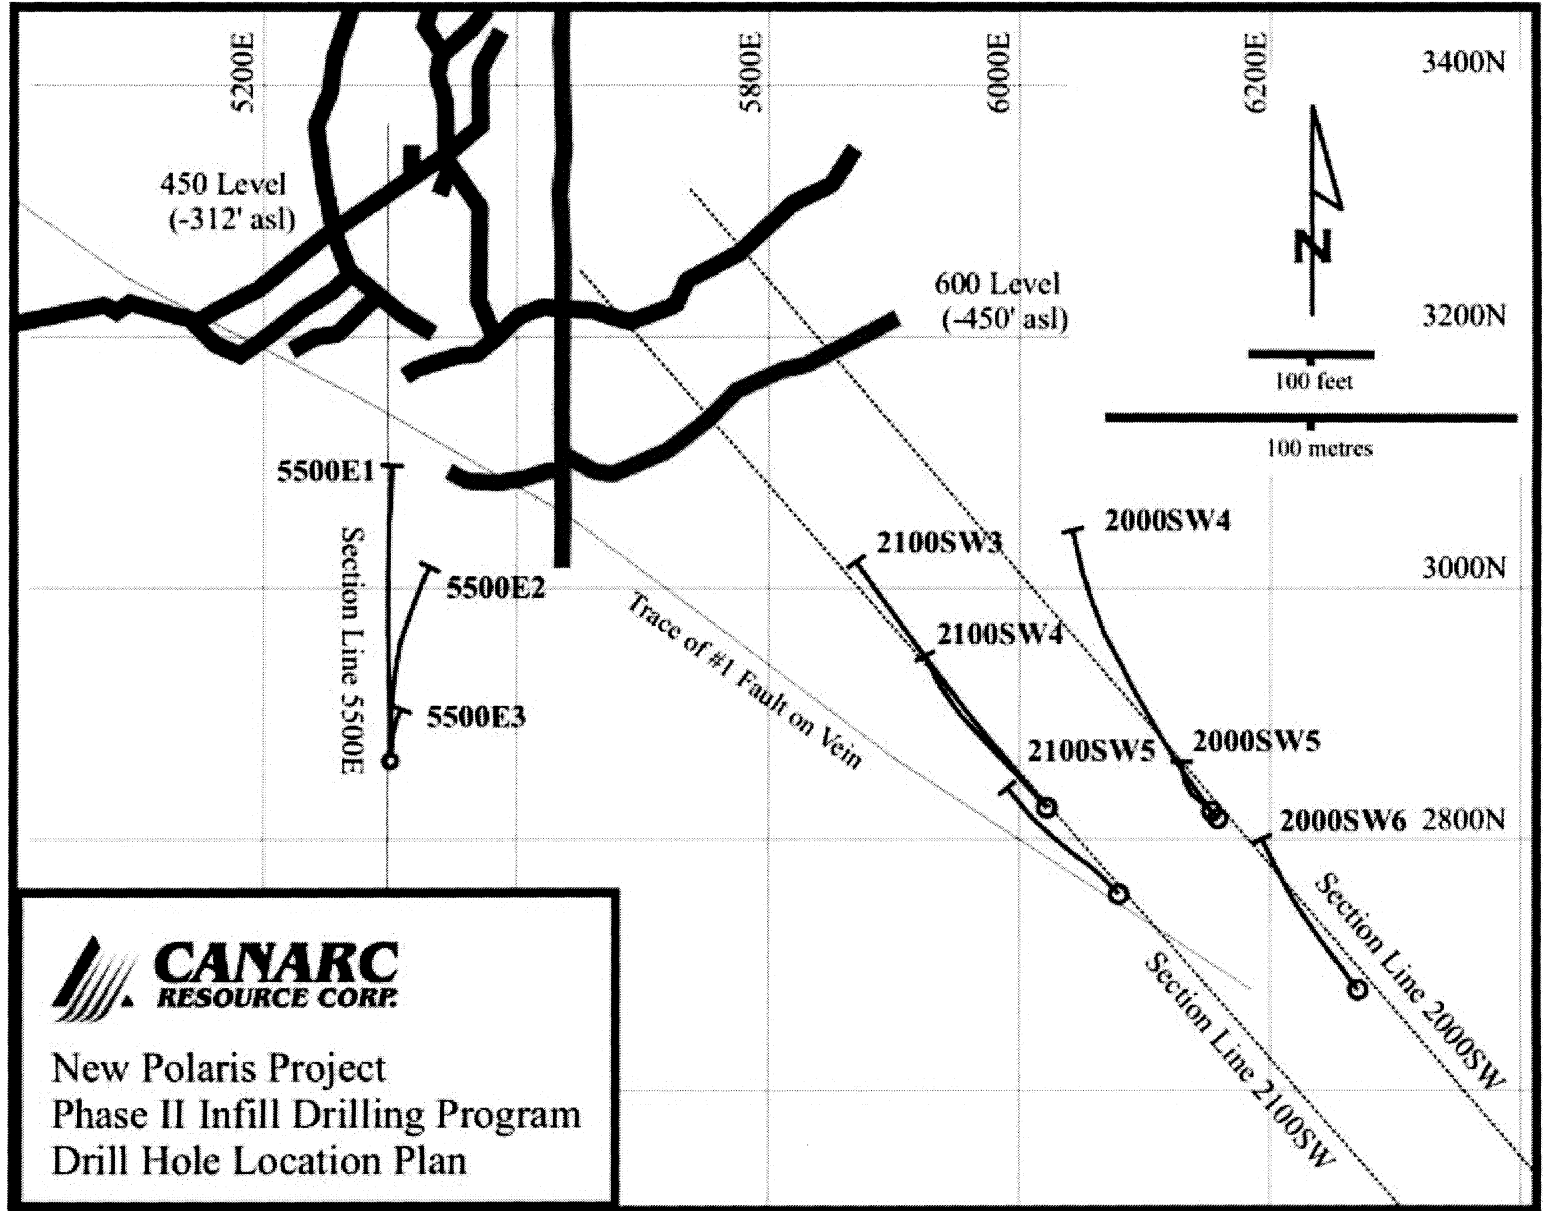 5200E
5800E
6000E
6200E
3400N
450 Level
(-312' asl)
N
600 Level
(-450' asl)
3200N
100 feet
100 metres
5500E1
Section Line 5500E
5500E2
5500E3
2100SW3
2000SW4
3000N
2100SW4
Trace of #1 Fault on Vein
2100SW5
2000SW5
2000SW6
2800N
Section Line 2000SW
Section Line 2100SW
CANARC
RESOURCE CORP.
New Polaris Project
Phase II Infill Drilling Program
Drill Hole Location Plan